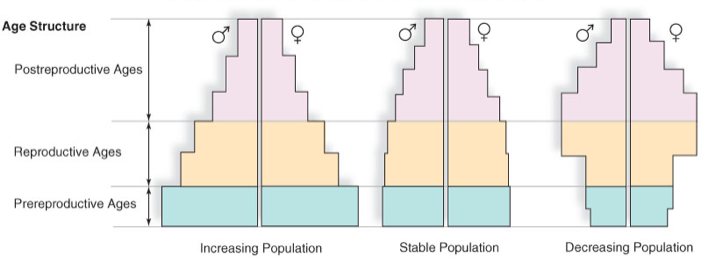 Age Structure
♂ ♀ ♂ ♀ ♂ ♀
Postreproductive Ages
Reproductive Ages
Prereproductive Ages
Increasing Population
Stable Population
Decreasing Population